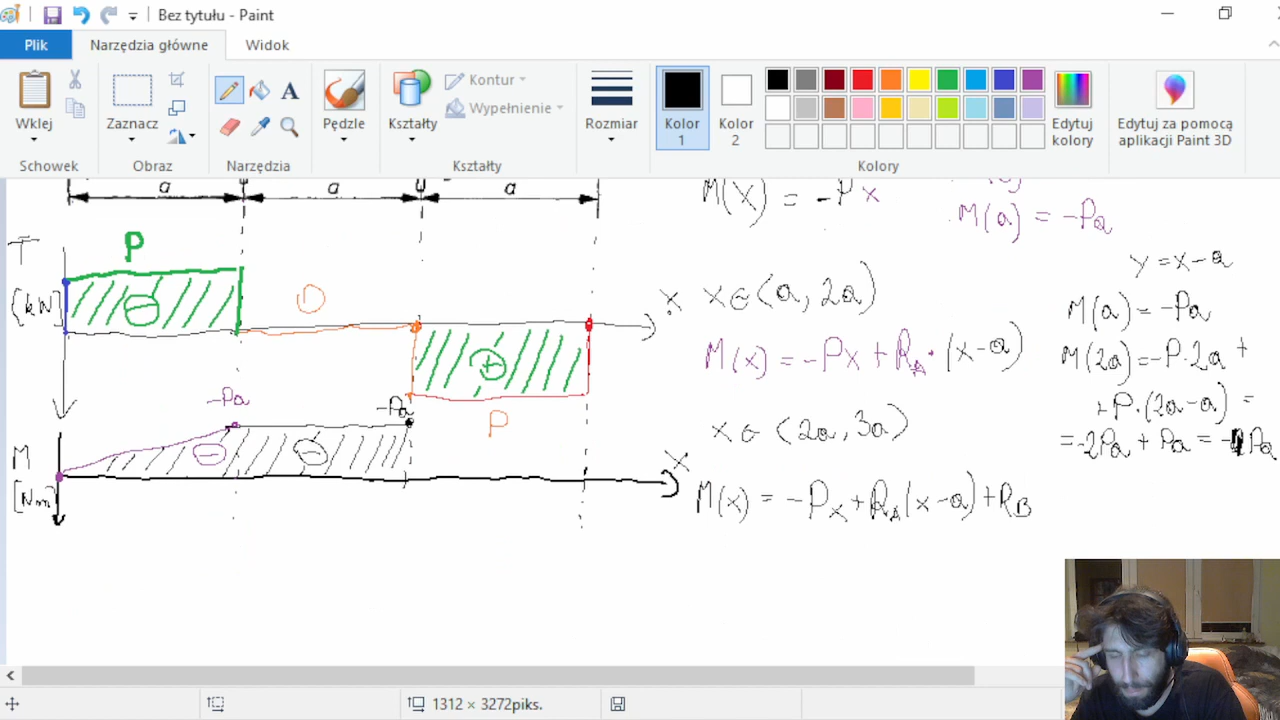 Bez tytułu - Paint
Plik Narzędzia główne Widok
Wklej Zaznacz Pędzle Kształty Kontur Wypełnienie Rozmiar Kolor 1 Kolor 2 Edytuj kolory Edytuj za pomocą aplikacji Paint 3D
Schowek Obraz Narzędzia Kształty Kolory
a a a
M(x) = -Px
M(a) = -Pa
T
P
[kN]
O
x
P
y = x-a
x∈(a, 2a)
M(a) = -Pa
M(x) = -Px + RA·(x-a)
M(2a) = -P·2a +
+P·(2a-a) =
= -2Pa + Pa = -Pa
-Pa -Pa
x∈(2a, 3a)
M
[Nm]
x
M(x) = -Px + RA(x-a) + RB
1312 × 3272piks.